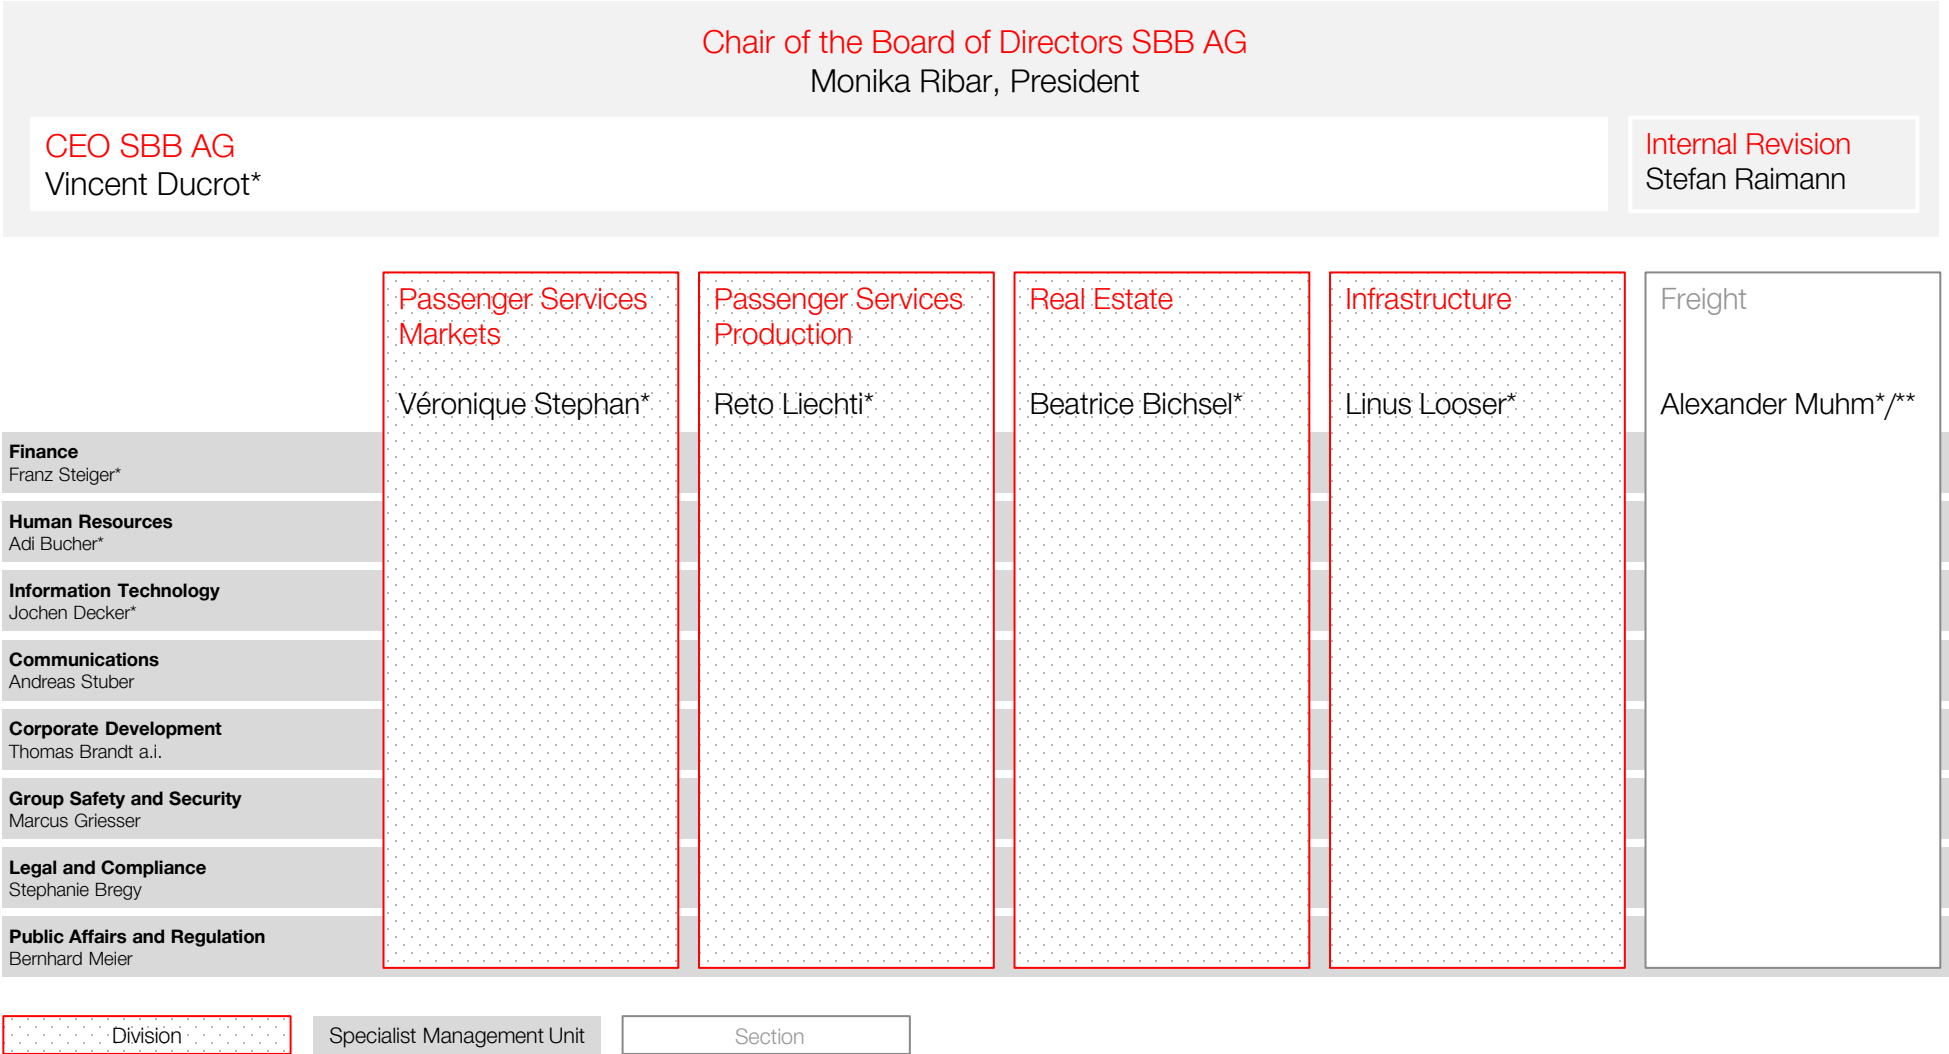 Chair of the Board of Directors SBB AG
Monika Ribar, President
CEO SBB AG
Vincent Ducrot*
Internal Revision
Stefan Raimann
Passenger Services
Markets
Véronique Stephan*
Passenger Services
Production
Reto Liechti*
Real Estate
Beatrice Bichsel*
Infrastructure
Linus Looser*
Freight
Alexander Muhm*/**
Finance
Franz Steiger*
Human Resources
Adi Bucher*
Information Technology
Jochen Decker*
Communications
Andreas Stuber
Corporate Development
Thomas Brandt a.i.
Group Safety and Security
Marcus Griesser
Legal and Compliance
Stephanie Bregy
Public Affairs and Regulation
Bernhard Meier
Division
Specialist Management Unit
Section